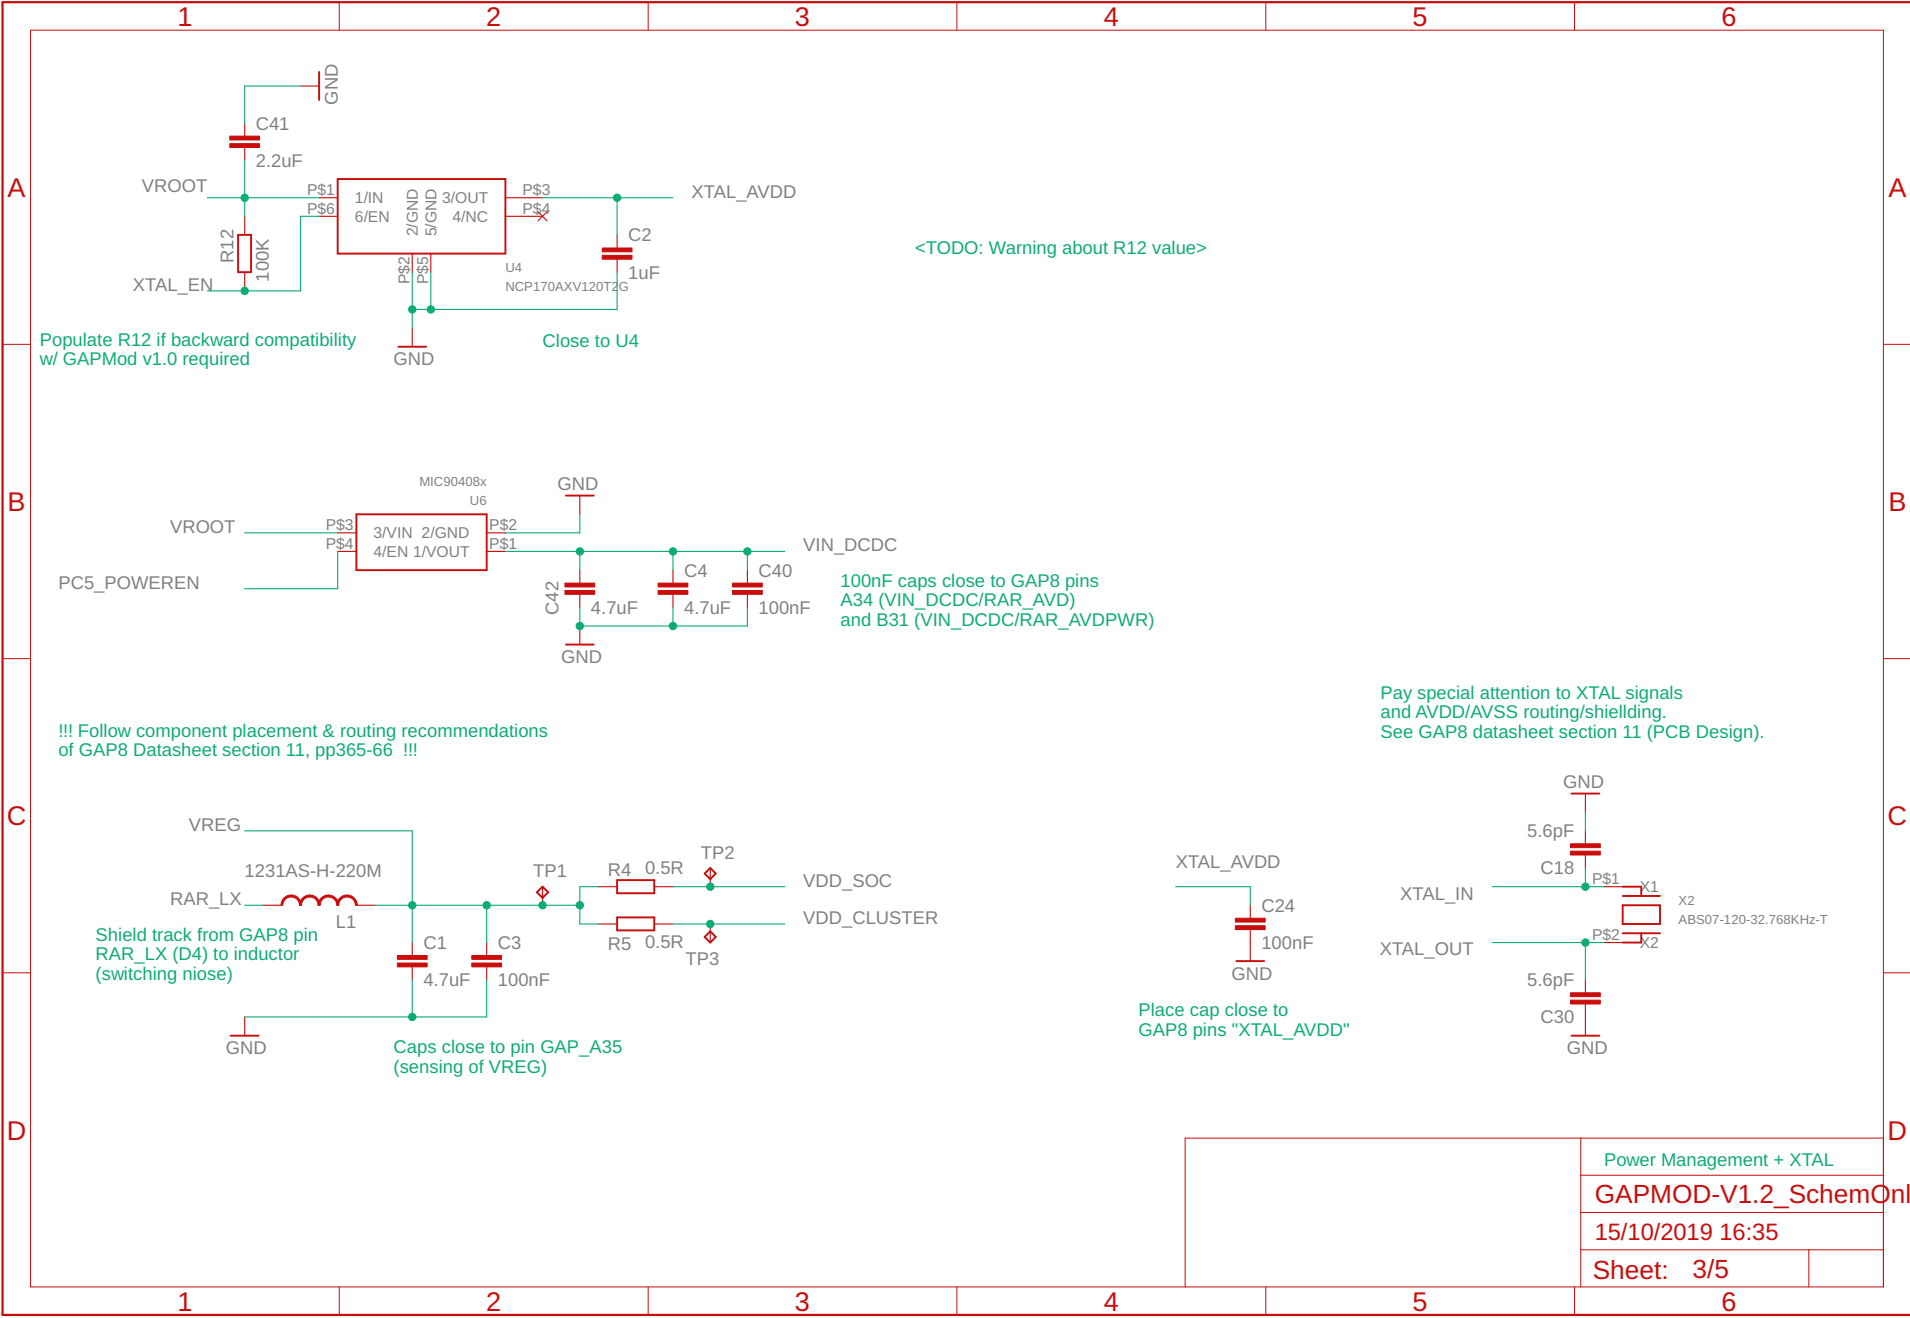 1 2 3 4 5 6
A
A
B
B
C
C
D
D
GND
C41
2.2uF
VROOT
P$1
P$6
1/IN
6/EN
2/GND
5/GND
3/OUT
4/NC
P$3
P$4
XTAL_AVDD
R12
100K
XTAL_EN
P$2
P$5
U4
NCP170AXV120T2G
C2
1uF
GND
<TODO: Warning about R12 value>
Populate R12 if backward compatibility
w/ GAPMod v1.0 required
Close to U4
MIC90408x
U6
GND
VROOT
P$3
P$4
3/VIN 2/GND
4/EN 1/VOUT
P$2
P$1
VIN_DCDC
PC5_POWEREN
C42
4.7uF
C4
4.7uF
C40
100nF
GND
100nF caps close to GAP8 pins
A34 (VIN_DCDC/RAR_AVD)
and B31 (VIN_DCDC/RAR_AVDPWR)
!!! Follow component placement & routing recommendations
of GAP8 Datasheet section 11, pp365-66 !!!
VREG
1231AS-H-220M
RAR_LX
L1
Shield track from GAP8 pin
RAR_LX (D4) to inductor
(switching niose)
C1
4.7uF
C3
100nF
GND
TP1
R4 0.5R
TP2
VDD_SOC
R5 0.5R
TP3
VDD_CLUSTER
Caps close to pin GAP_A35
(sensing of VREG)
XTAL_AVDD
C24
100nF
GND
Place cap close to
GAP8 pins "XTAL_AVDD"
Pay special attention to XTAL signals
and AVDD/AVSS routing/shiellding.
See GAP8 datasheet section 11 (PCB Design).
GND
5.6pF
C18
XTAL_IN
P$1
X1
X2
ABS07-120-32.768KHz-T
XTAL_OUT
P$2
X2
5.6pF
C30
GND
Power Management + XTAL
GAPMOD-V1.2_SchemOnl
15/10/2019 16:35
Sheet: 3/5
1 2 3 4 5 6